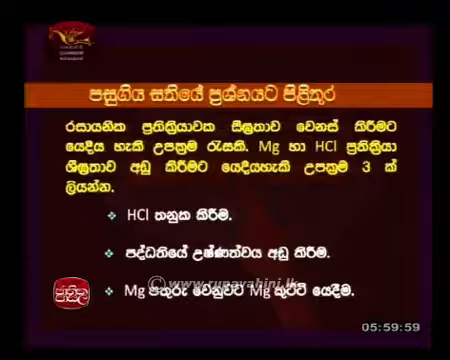 පසුගිය සතියේ ප්‍රශ්නයට පිළිතුර
රසායනික ප්‍රතික්‍රියාවක සීඝ්‍රතාව වෙනස් කිරීමට
යෙදිය හැකි උපක්‍රම රැසකි. Mg හා HCl ප්‍රතික්‍රියා
ශීඝ්‍රතාව අඩු කිරීමට යෙදියහැකි උපක්‍රම 3 ක්
ලියන්න.
❖ HCl තනුක කිරීම.
❖ පද්ධතියේ උෂ්ණත්වය අඩු කිරීම.
© www.rupavahini.lk
❖ Mg පතුරු වෙනුවට Mg කුට්ටි යෙදීම.
ජාතික
පාසල
05:59:59